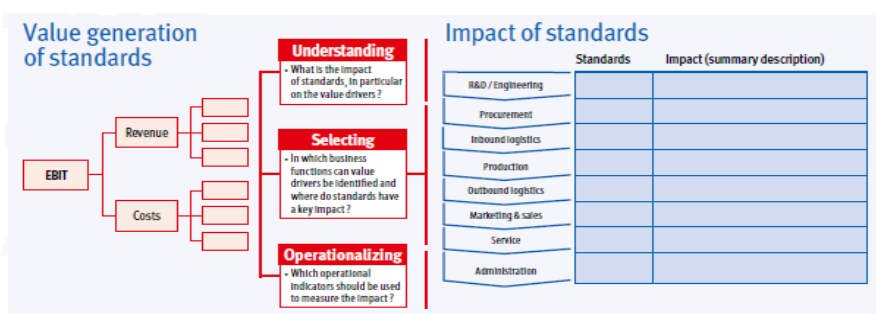 Value generation
of standards
EBIT
Revenue
Costs
Understanding
- What is the impact
of standards, in particular
on the value drivers ?
Selecting
- In which business
functions can value
drivers be identified and
where do standards have
a key impact ?
Operationalizing
- Which operational
indicators should be used
to measure the impact ?
Impact of standards
Standards Impact (summary description)
R&D / Engineering
Procurement
Inbound logistics
Production
Outbound logistics
Marketing & sales
Service
Administration